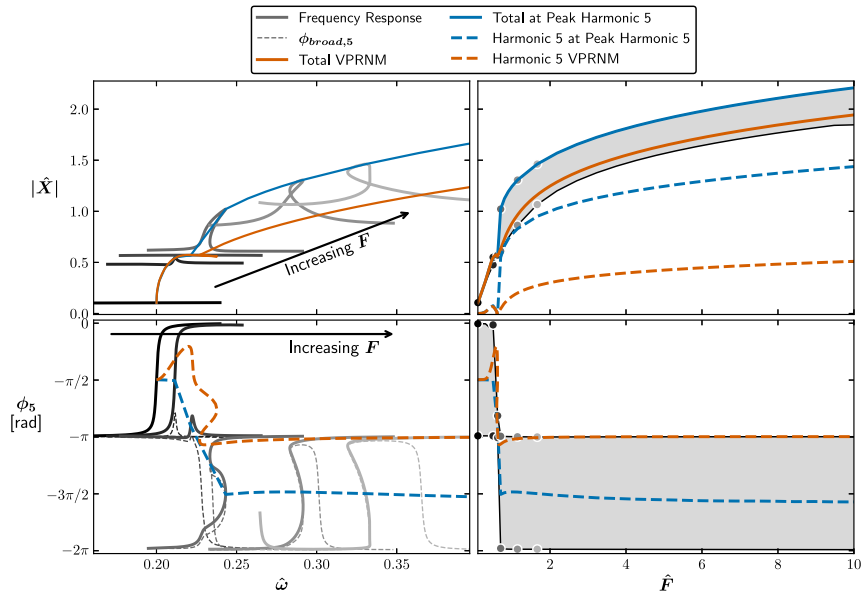 Frequency Response
ϕ_broad,5
Total VPRNM
Total at Peak Harmonic 5
Harmonic 5 at Peak Harmonic 5
Harmonic 5 VPRNM
|X̂|
2.0
1.5
1.0
0.5
0.0
Increasing F
ϕ₅
[rad]
0
−π/2
−π
−3π/2
−2π
Increasing F
0.20
0.25
0.30
0.35
ω̂
2
4
6
8
10
F̂